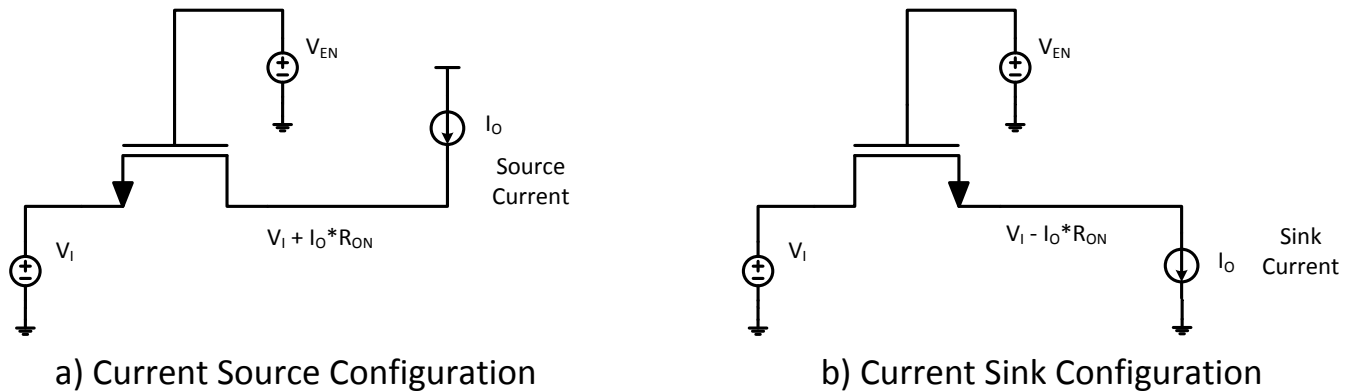 V_EN
I_O
Source
Current
V_I
V_I + I_O*R_ON
a) Current Source Configuration
V_EN
V_I
V_I - I_O*R_ON
I_O
Sink
Current
b) Current Sink Configuration